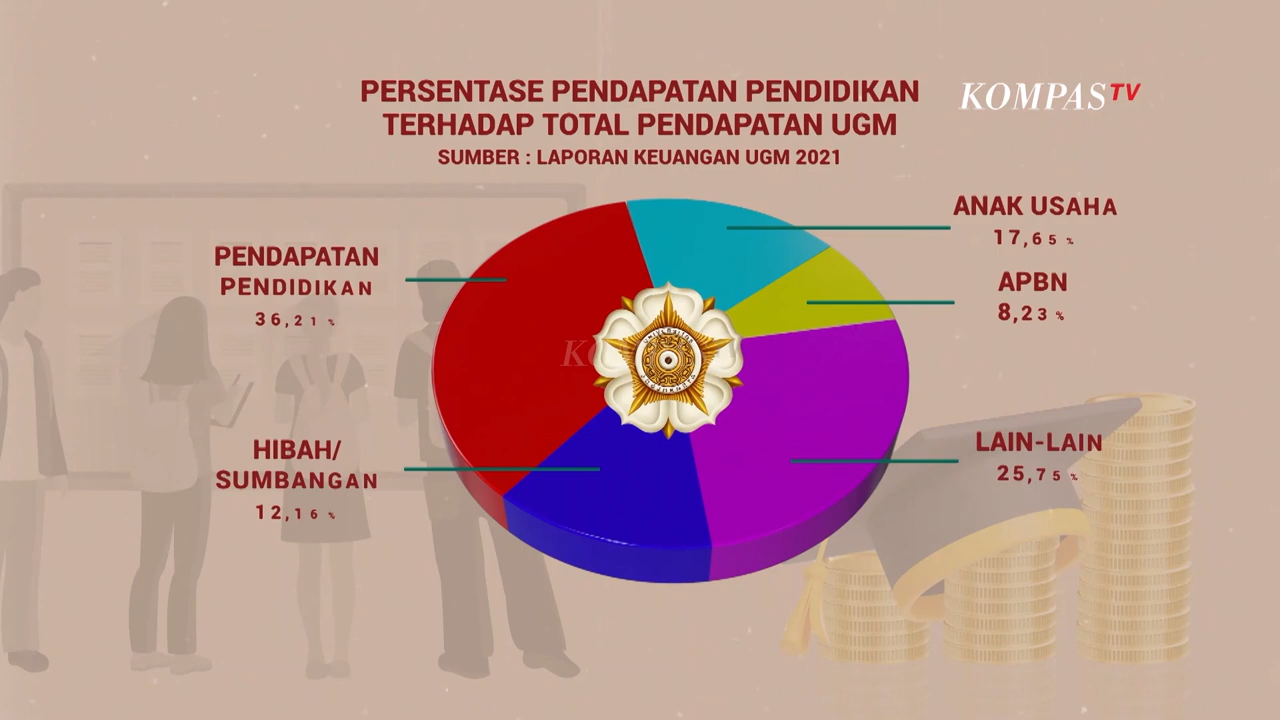 PERSENTASE PENDAPATAN PENDIDIKAN
TERHADAP TOTAL PENDAPATAN UGM
SUMBER : LAPORAN KEUANGAN UGM 2021
KOMPASTV
PENDAPATAN
PENDIDIKAN
36,21 %
HIBAH/
SUMBANGAN
12,16 %
ANAK USAHA
17,65 %
APBN
8,23 %
LAIN-LAIN
25,75 %